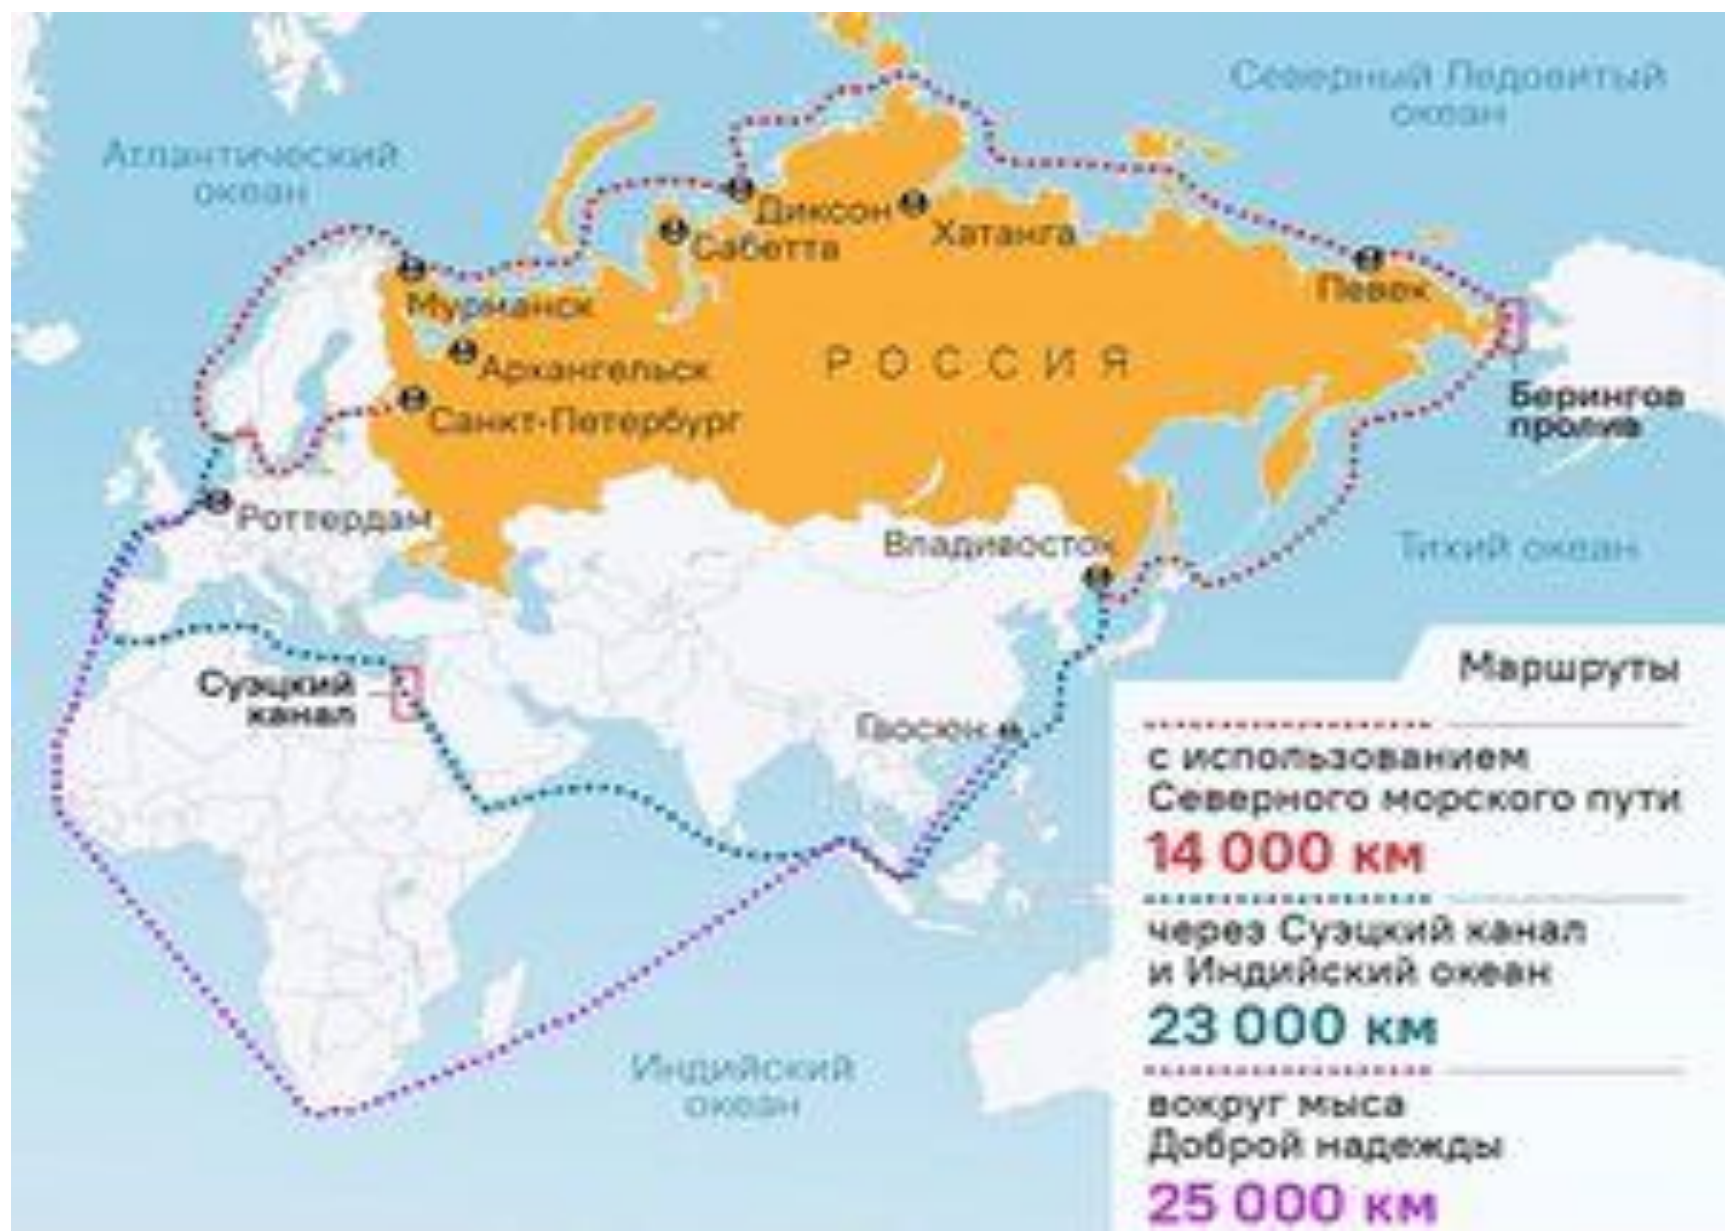 Северный Ледовитый
океан
Атлантический
океан
Диксон
Сабетта
Хатанга
Мурманск
Певек
Архангельск
РОССИЯ
Санкт-Петербург
Берингов
пролив
Роттердам
Владивосток
Тихий океан
Суэцкий
канал
Гаосюн
Индийский
океан
Маршруты
с использованием
Северного морского пути
14 000 км
через Суэцкий канал
и Индийский океан
23 000 км
вокруг мыса
Доброй надежды
25 000 км